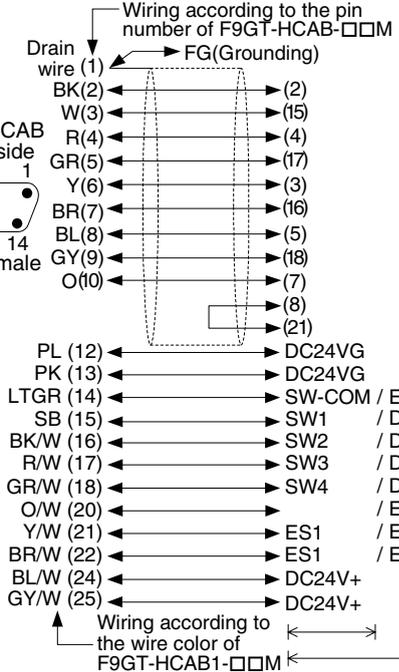 Wiring according to the pin
number of F9GT-HCAB-□□M
Drain
wire (1) FG(Grounding)
BK(2) (2)
W(3) (15)
CAB R(4) (4)
side
1 GR(5) (17)
Y(6) (3)
BR(7) (16)
14 BL(8) (5)
male GY(9) (18)
O(10) (7)
(8)
(21)
PL (12) DC24VG
PK (13) DC24VG
LTGR (14) SW-COM / E
SB (15) SW1 / D
BK/W (16) SW2 / D
R/W (17) SW3 / D
GR/W (18) SW4 / D
O/W (20) / E
Y/W (21) ES1 / E
BR/W (22) ES1 / E
BL/W (24) DC24V+
GY/W (25) DC24V+
Wiring according to
the wire color of
F9GT-HCAB1-□□M